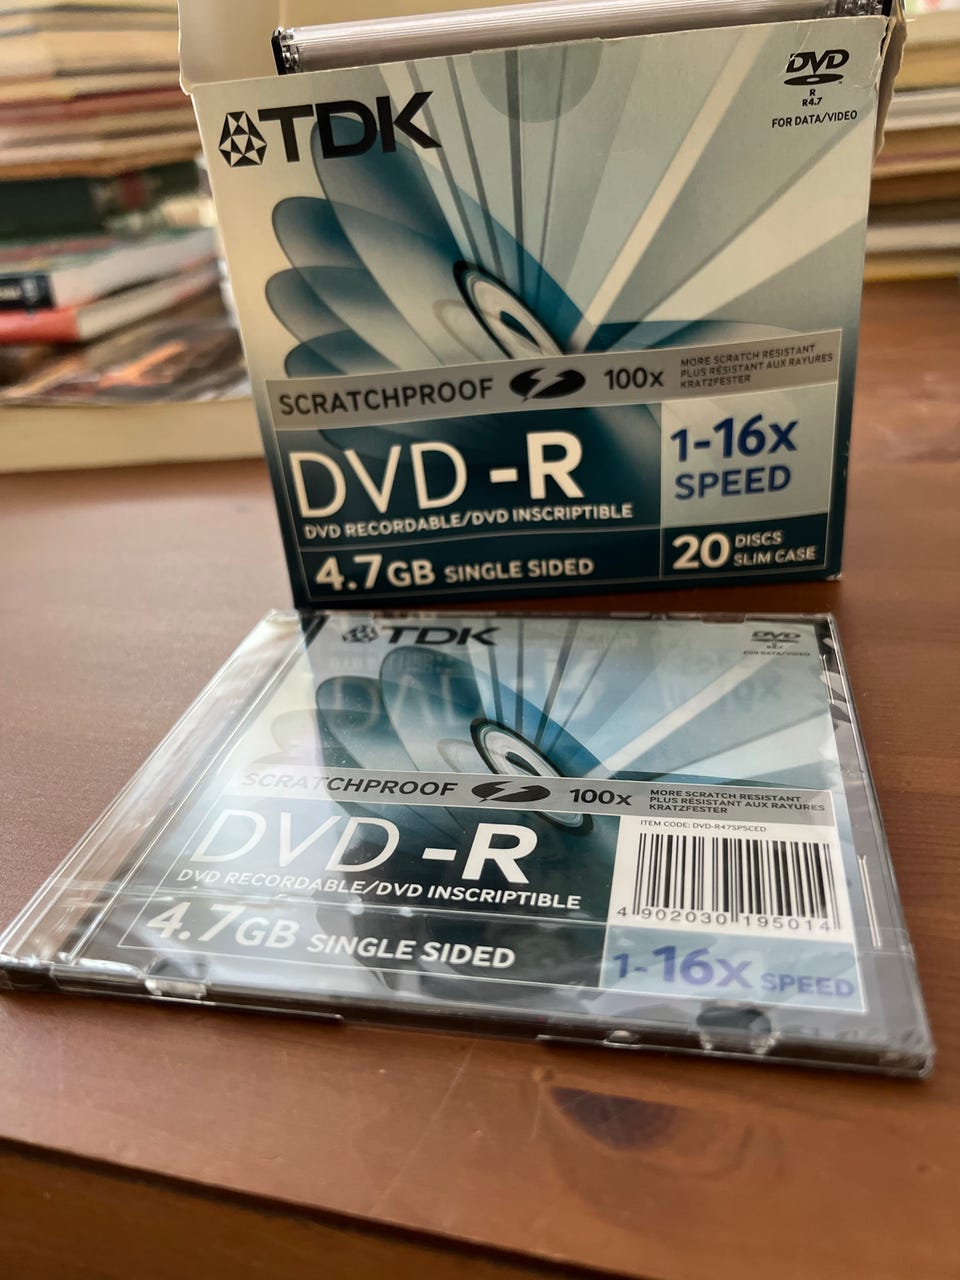 TDK
DVD
R
R4.7
FOR DATA/VIDEO
SCRATCHPROOF 100x
MORE SCRATCH RESISTANT
PLUS RÉSISTANT AUX RAYURES
KRATZFESTER
DVD -R
DVD RECORDABLE/DVD INSCRIPTIBLE
4.7GB SINGLE SIDED
1-16x
SPEED
20 DISCS
SLIM CASE
TDK
DVD
R
R4.7
FOR DATA/VIDEO
SCRATCHPROOF 100x
MORE SCRATCH RESISTANT
PLUS RÉSISTANT AUX RAYURES
KRATZFESTER
DVD -R
DVD RECORDABLE/DVD INSCRIPTIBLE
4.7GB SINGLE SIDED
ITEM CODE: DVD-R47SPSCED
4 902030 195014
1-16x SPEED